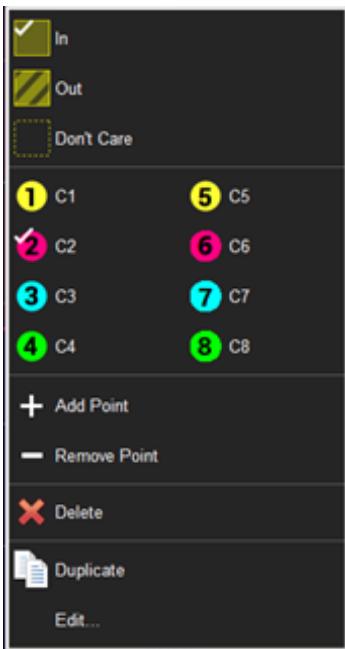 In
Out
Don't Care
1 C1 5 C5
2 C2 6 C6
3 C3 7 C7
4 C4 8 C8
Add Point
Remove Point
Delete
Duplicate
Edit...